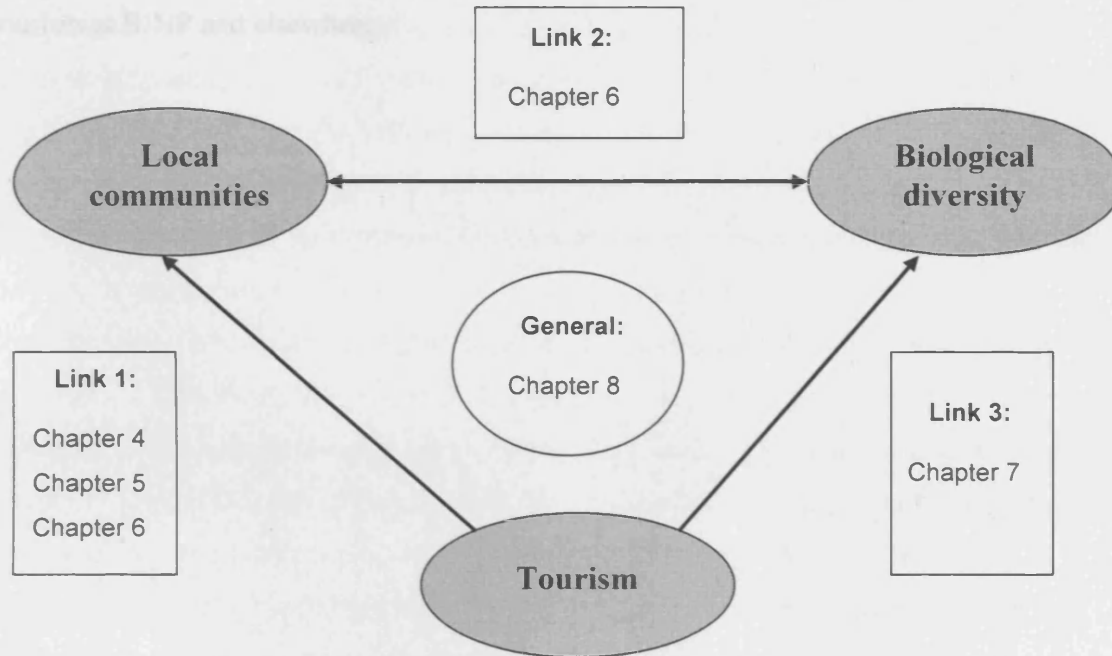 Link 2:
Chapter 6
Local
communities
Biological
diversity
General:
Chapter 8
Link 1:
Chapter 4
Chapter 5
Chapter 6
Link 3:
Chapter 7
Tourism